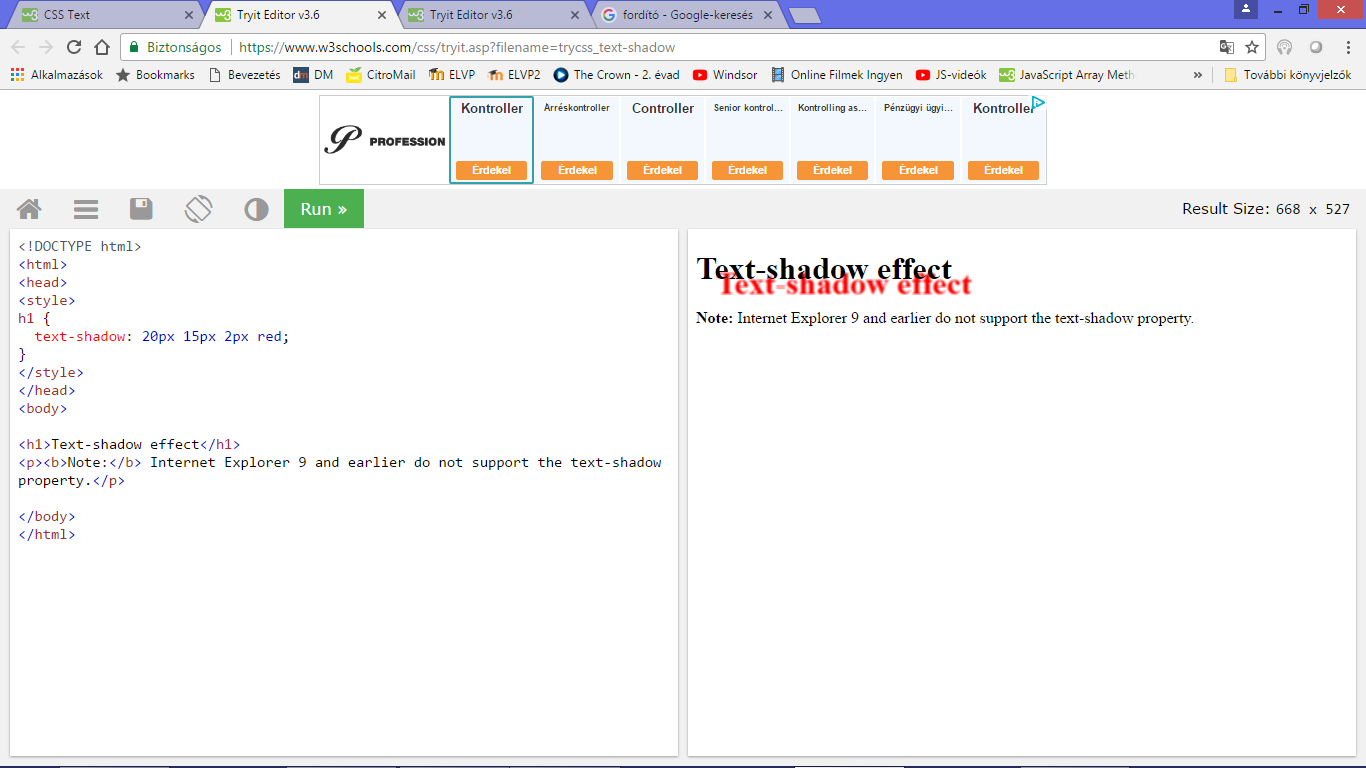 CSS Text
Tryit Editor v3.6
Tryit Editor v3.6
fordító - Google-keresés
Biztonságos
https://www.w3schools.com/css/tryit.asp?filename=trycss_text-shadow
Alkalmazások
Bookmarks
Bevezetés
dm DM
CitroMail
ELVP
ELVP2
The Crown - 2. évad
Windsor
Online Filmek Ingyen
JS-videók
JavaScript Array Meth
»
További könyvjelzők
P PROFESSION
Kontroller
Érdekel
Árréskontroller
Érdekel
Controller
Érdekel
Senior kontrol...
Érdekel
Kontrolling as...
Érdekel
Pénzügyi ügyi...
Érdekel
Kontroller
Érdekel
Run »
Result Size: 668 x 527
<!DOCTYPE html>
<html>
<head>
<style>
h1 {
  text-shadow: 20px 15px 2px red;
}
</style>
</head>
<body>

<h1>Text-shadow effect</h1>
<p><b>Note:</b> Internet Explorer 9 and earlier do not support the text-shadow
property.</p>

</body>
</html>
Text-shadow effect
Text-shadow effect
Note: Internet Explorer 9 and earlier do not support the text-shadow property.